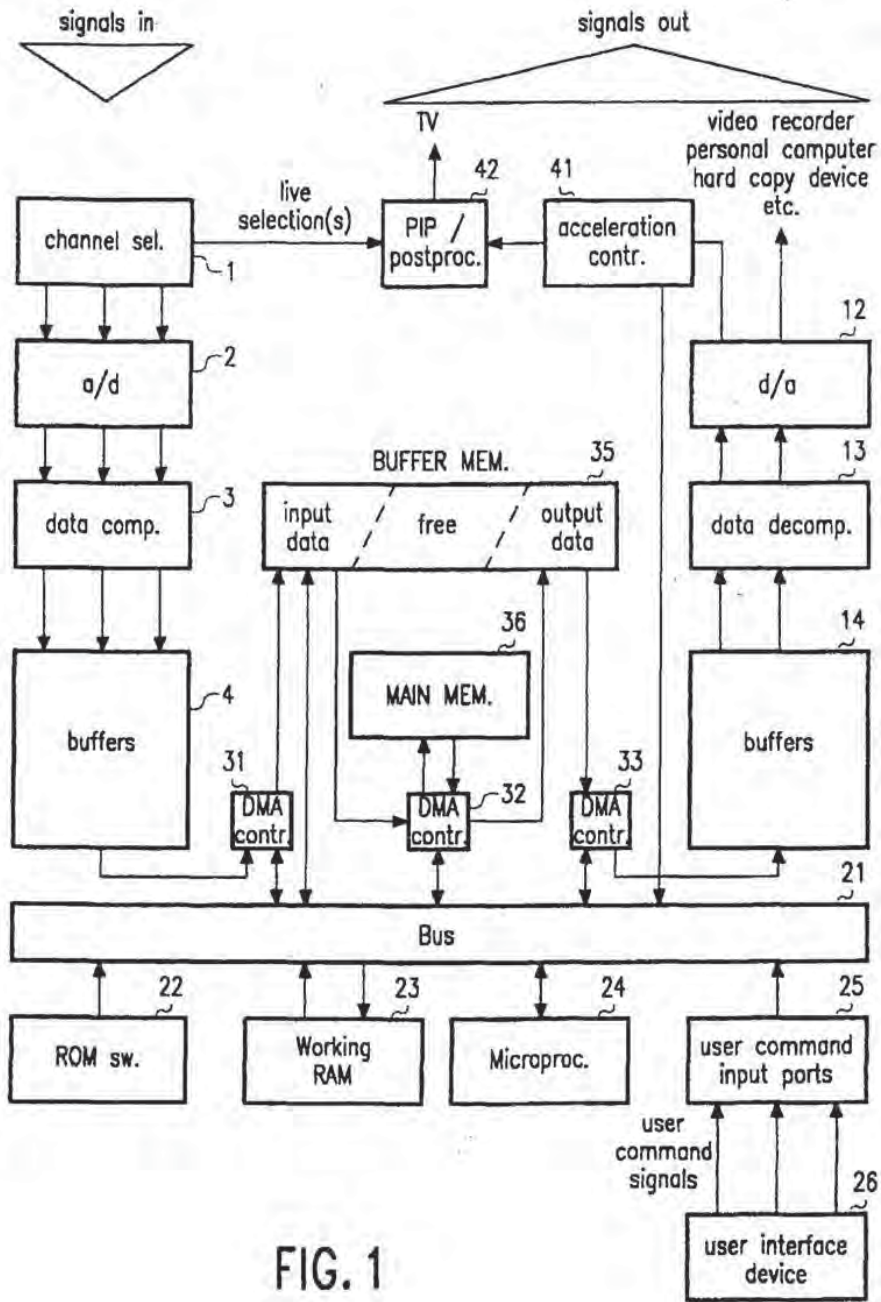 signals in
signals out
TV
video recorder
personal computer
hard copy device
etc.
live
selection(s)
channel sel.
1
42
PIP /
postproc.
41
acceleration
contr.
2
a/d
12
d/a
3
data comp.
BUFFER MEM.
35
input
data
free
output
data
13
data decomp.
4
buffers
36
MAIN MEM.
14
buffers
31
DMA
contr.
32
DMA
contr.
33
DMA
contr.
21
Bus
22
ROM sw.
23
Working
RAM
24
Microproc.
25
user command
input ports
user
command
signals
26
user interface
device
FIG. 1